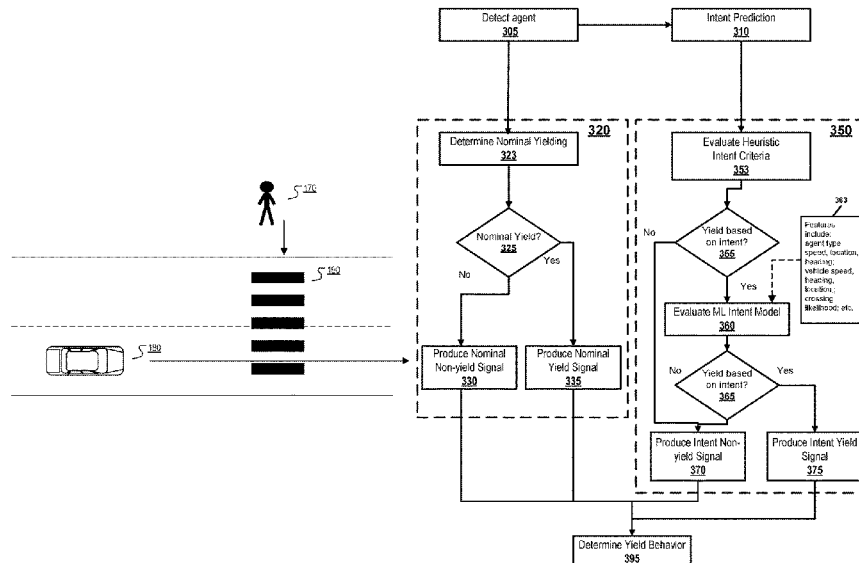 Detect agent
305
Intent Prediction
310
320
350
Determine Nominal Yielding
323
Evaluate Heuristic
Intent Criteria
353
363
170
Nominal Yield?
325
No
Yes
No
Yield based
on intent?
355
Yes
Features
include:
agent type
speed, location,
heading;
vehicle speed,
heading,
location;
crossing
likelihood; etc.
160
Evaluate ML Intent Model
360
190
Produce Nominal
Non-yield Signal
330
Produce Nominal
Yield Signal
335
No
Yield based
on intent?
365
Yes
Produce Intent Non-
yield Signal
370
Produce Intent Yield
Signal
375
Determine Yield Behavior
395